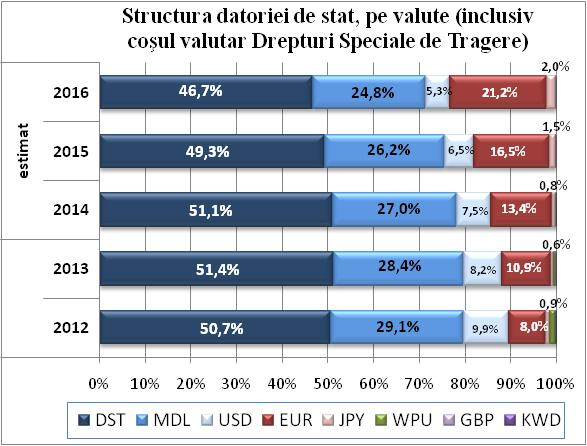 Structura datoriei de stat, pe valute (inclusiv
coșul valutar Drepturi Speciale de Tragere)
estimat
2,0%
2016 46,7% 24,8% 5,3% 21,2%
1,5%
2015 49,3% 26,2% 6,5% 16,5%
0,8%
2014 51,1% 27,0% 7,5% 13,4%
0,6%
2013 51,4% 28,4% 8,2% 10,9%
0,9%
2012 50,7% 29,1% 9,9% 8,0%
0% 10% 20% 30% 40% 50% 60% 70% 80% 90% 100%
DST MDL USD EUR JPY WPU GBP KWD